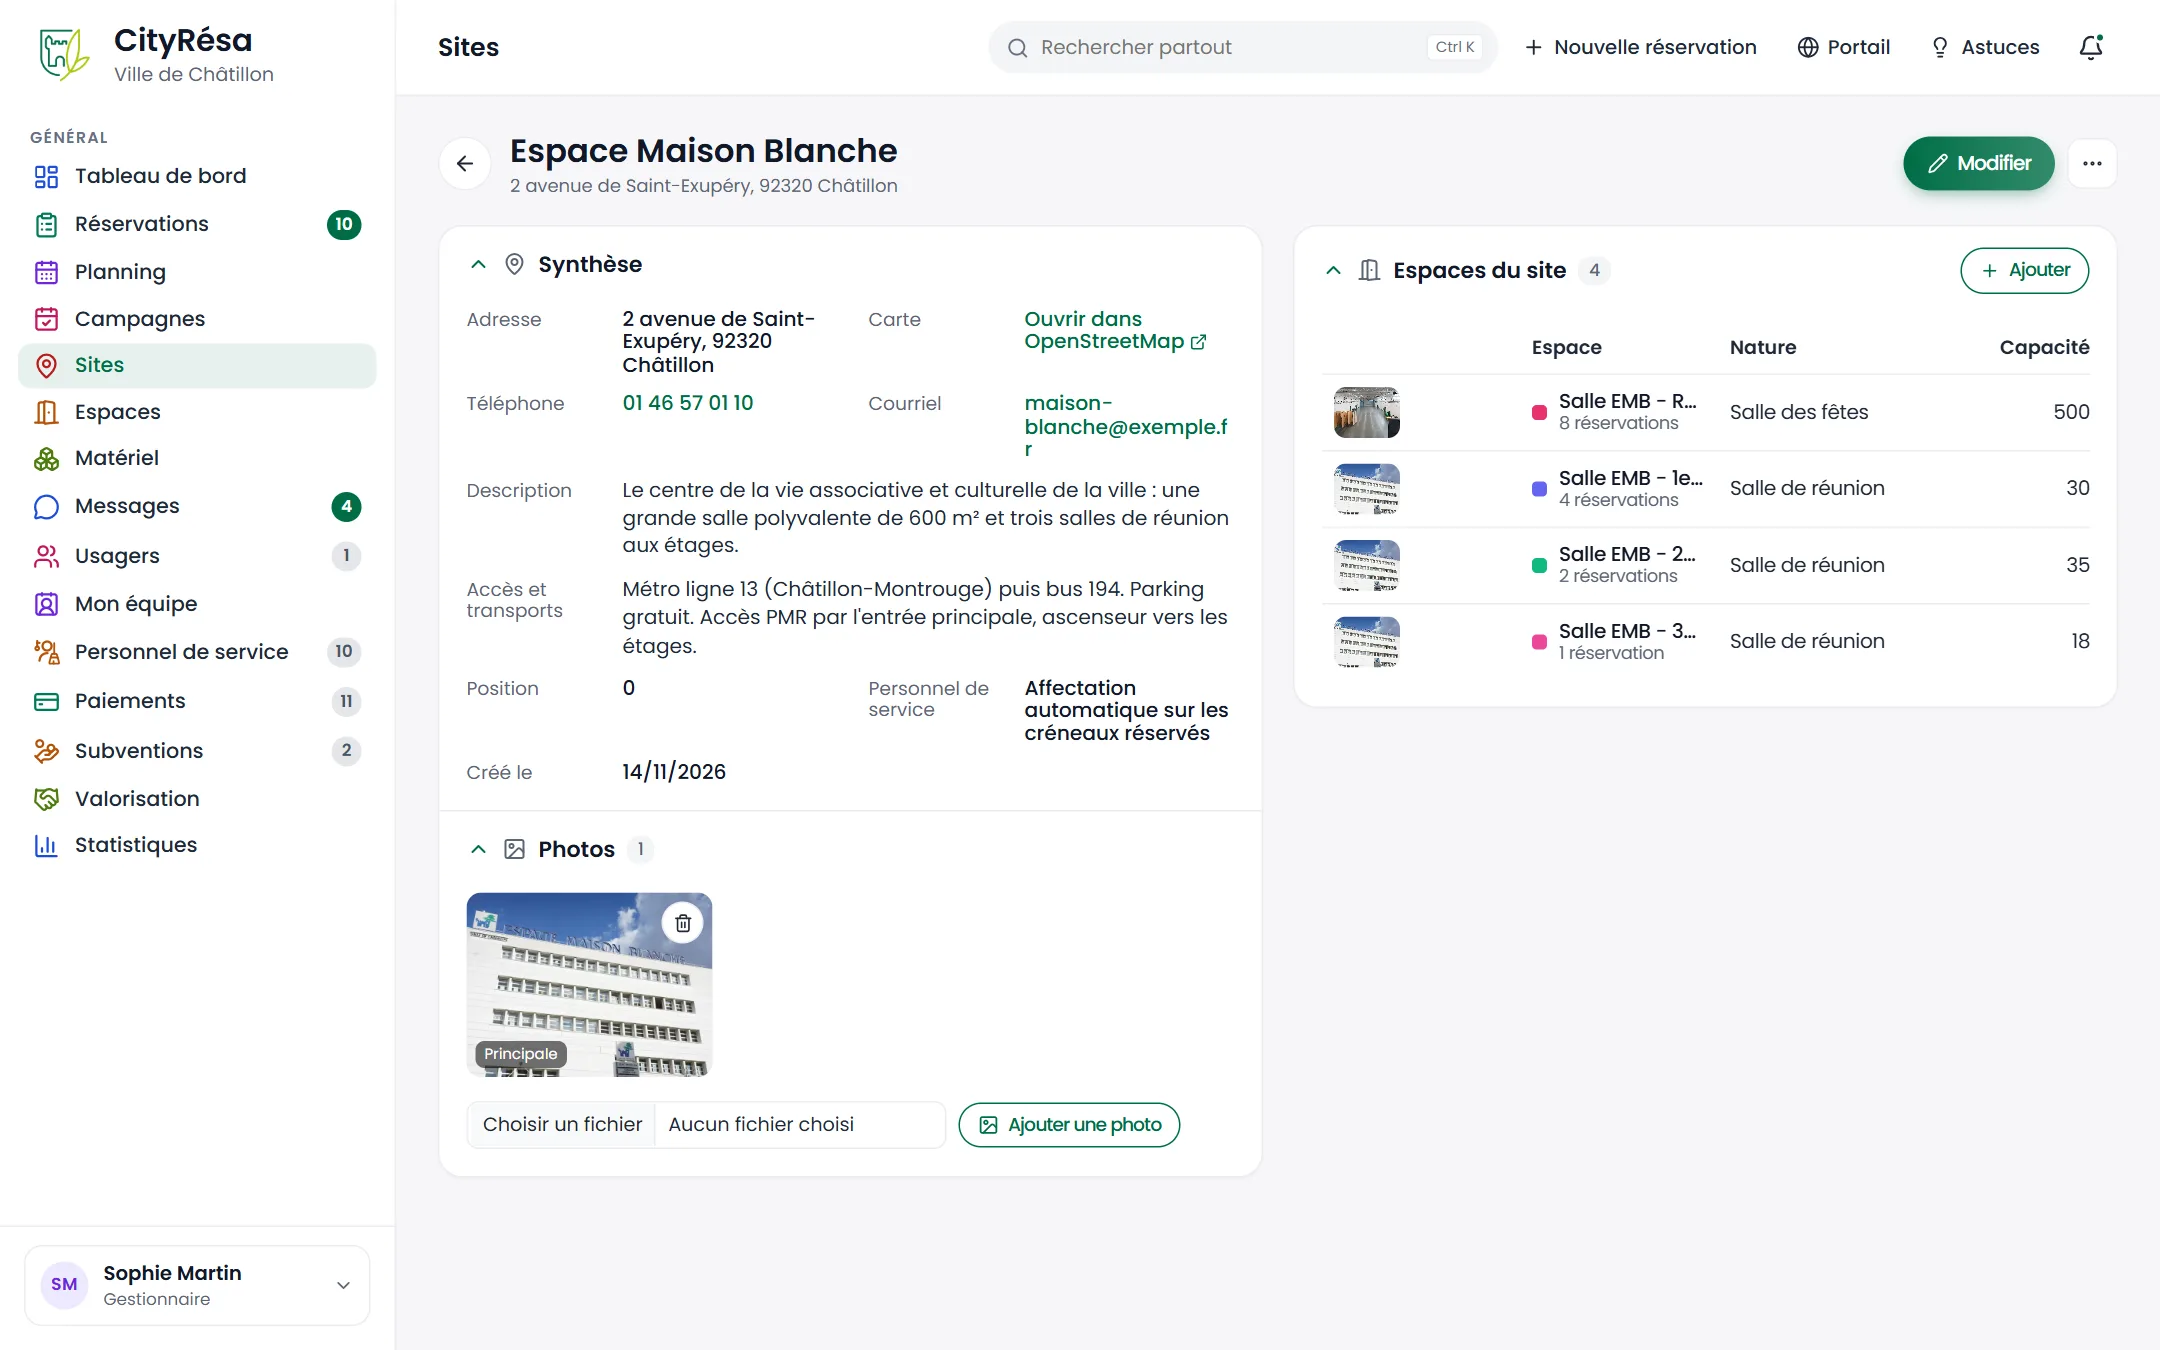 CityRésa
Ville de Châtillon
GÉNÉRAL
Tableau de bord
Réservations
10
Planning
Campagnes
Sites
Espaces
Matériel
Messages
4
Usagers
1
Mon équipe
Personnel de service
10
Paiements
11
Subventions
2
Valorisation
Statistiques
SM
Sophie Martin
Gestionnaire
Sites
Rechercher partout
Ctrl K
Nouvelle réservation
Portail
Astuces
Espace Maison Blanche
2 avenue de Saint-Exupéry, 92320 Châtillon
Modifier
Synthèse
Adresse
2 avenue de Saint-
Exupéry, 92320
Châtillon
Carte
Ouvrir dans
OpenStreetMap
Téléphone
01 46 57 01 10
Courriel
maison-
blanche@exemple.f
r
Description
Le centre de la vie associative et culturelle de la ville : une
grande salle polyvalente de 600 m² et trois salles de réunion
aux étages.
Accès et
transports
Métro ligne 13 (Châtillon-Montrouge) puis bus 194. Parking
gratuit. Accès PMR par l'entrée principale, ascenseur vers les
étages.
Position
0
Personnel de
service
Affectation
automatique sur les
créneaux réservés
Créé le
14/11/2026
Photos
1
ESPACE MAISON BLANCHE
Principale
Choisir un fichier
Aucun fichier choisi
Ajouter une photo
Espaces du site
4
Ajouter
Espace
Nature
Capacité
Salle EMB - R...
8 réservations
Salle des fêtes
500
Salle EMB - 1e...
4 réservations
Salle de réunion
30
Salle EMB - 2...
2 réservations
Salle de réunion
35
Salle EMB - 3...
1 réservation
Salle de réunion
18